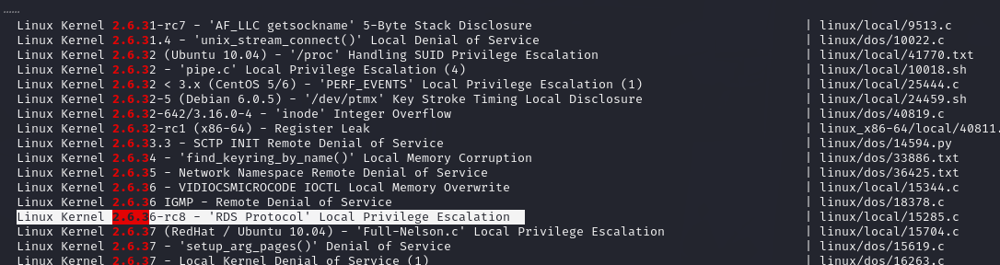 ......
Linux Kernel 2.6.31-rc7 - 'AF_LLC getsockname' 5-Byte Stack Disclosure | linux/local/9513.c
Linux Kernel 2.6.31.4 - 'unix_stream_connect()' Local Denial of Service | linux/dos/10022.c
Linux Kernel 2.6.32 (Ubuntu 10.04) - '/proc' Handling SUID Privilege Escalation | linux/local/41770.txt
Linux Kernel 2.6.32 - 'pipe.c' Local Privilege Escalation (4) | linux/local/10018.sh
Linux Kernel 2.6.32 < 3.x (CentOS 5/6) - 'PERF_EVENTS' Local Privilege Escalation (1) | linux/local/25444.c
Linux Kernel 2.6.32-5 (Debian 6.0.5) - '/dev/ptmx' Key Stroke Timing Local Disclosure | linux/local/24459.sh
Linux Kernel 2.6.32-642/3.16.0-4 - 'inode' Integer Overflow | linux/dos/40819.c
Linux Kernel 2.6.32-rc1 (x86-64) - Register Leak | linux_x86-64/local/40811.
Linux Kernel 2.6.33.3 - SCTP INIT Remote Denial of Service | linux/dos/14594.py
Linux Kernel 2.6.34 - 'find_keyring_by_name()' Local Memory Corruption | linux/dos/33886.txt
Linux Kernel 2.6.35 - Network Namespace Remote Denial of Service | linux/dos/36425.txt
Linux Kernel 2.6.36 - VIDIOCSMICROCODE IOCTL Local Memory Overwrite | linux/local/15344.c
Linux Kernel 2.6.36 IGMP - Remote Denial of Service | linux/dos/18378.c
Linux Kernel 2.6.36-rc8 - 'RDS Protocol' Local Privilege Escalation | linux/local/15285.c
Linux Kernel 2.6.37 (RedHat / Ubuntu 10.04) - 'Full-Nelson.c' Local Privilege Escalation | linux/local/15704.c
Linux Kernel 2.6.37 - 'setup_arg_pages()' Denial of Service | linux/dos/15619.c
Linux Kernel 2.6.37 - Local Kernel Denial of Service (1) | linux/dos/16263.c